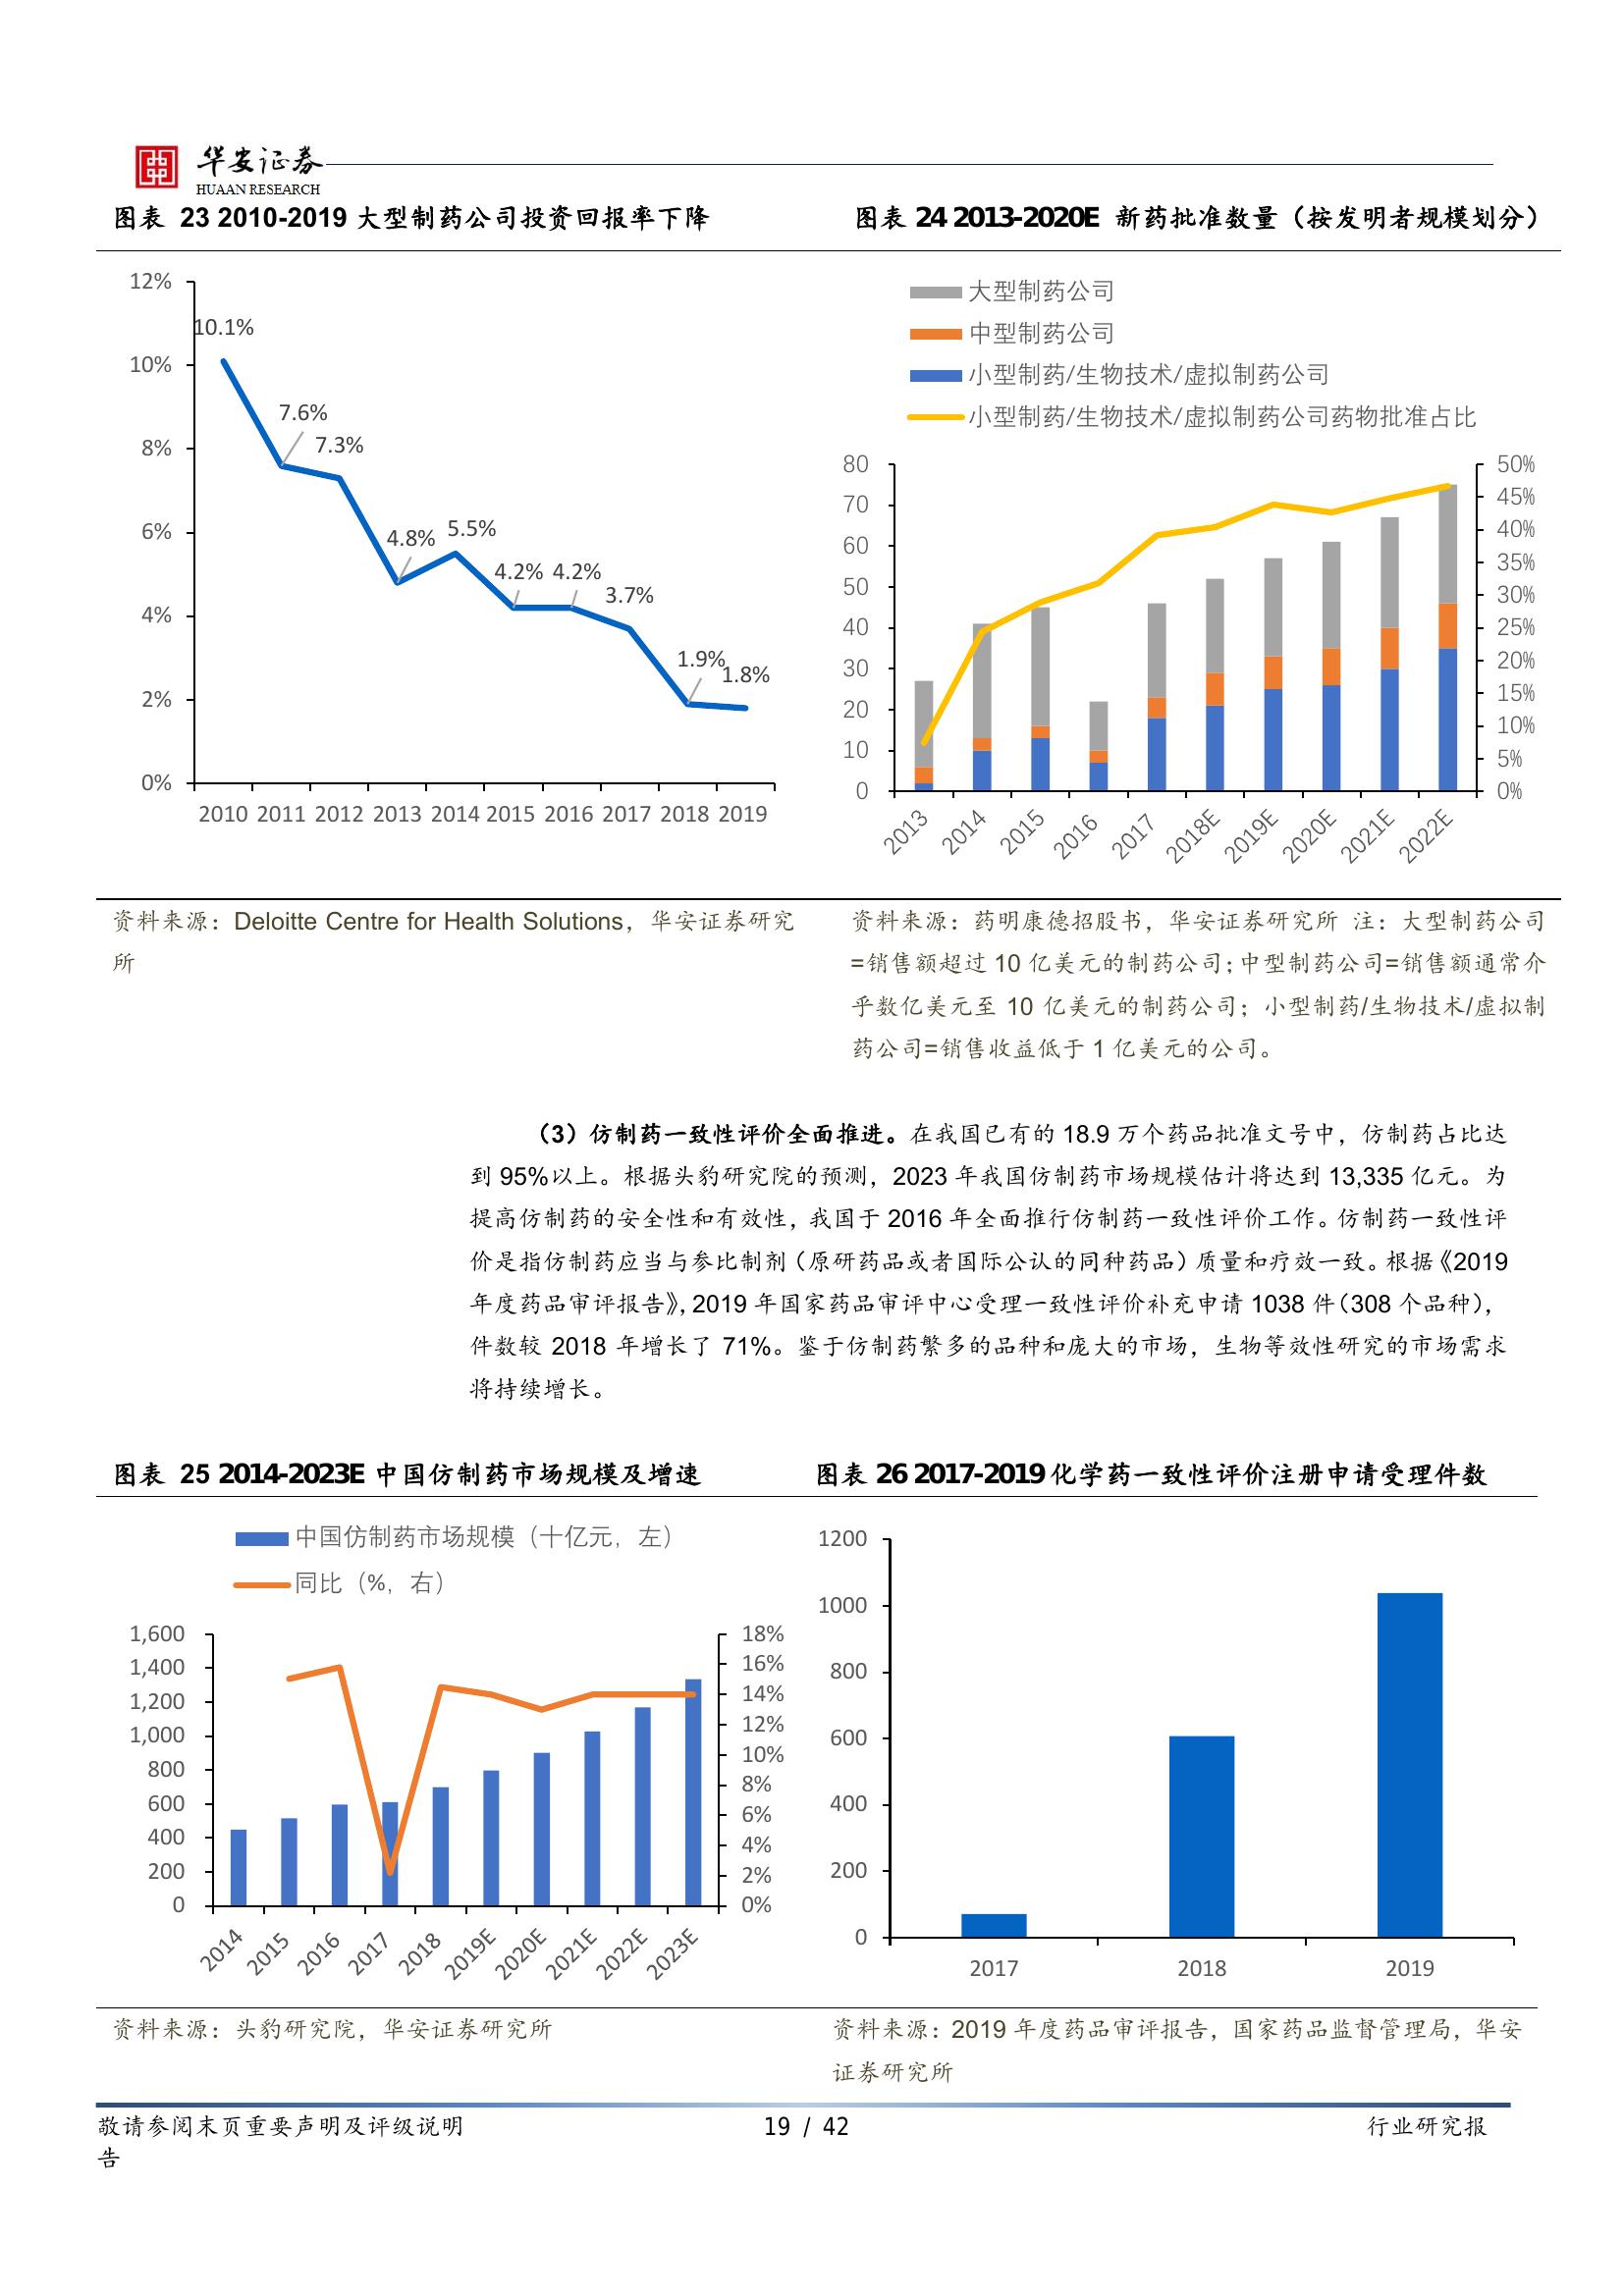 华安证券
HUAAN RESEARCH
图表 23 2010-2019 大型制药公司投资回报率下降
12%
10%
8%
6%
4%
2%
0%
10.1%
7.6%
7.3%
4.8%
5.5%
4.2%
4.2%
3.7%
1.9%
1.8%
2010 2011 2012 2013 2014 2015 2016 2017 2018 2019
资料来源：Deloitte Centre for Health Solutions，华安证券研究
所
图表 24 2013-2020E 新药批准数量（按发明者规模划分）
大型制药公司
中型制药公司
小型制药/生物技术/虚拟制药公司
小型制药/生物技术/虚拟制药公司药物批准占比
80
70
60
50
40
30
20
10
0
50%
45%
40%
35%
30%
25%
20%
15%
10%
5%
0%
2013 2014 2015 2016 2017 2018E 2019E 2020E 2021E 2022E
资料来源：药明康德招股书，华安证券研究所 注：大型制药公司
=销售额超过 10 亿美元的制药公司；中型制药公司=销售额通常介
乎数亿美元至 10 亿美元的制药公司；小型制药/生物技术/虚拟制
药公司=销售收益低于 1 亿美元的公司。
（3）仿制药一致性评价全面推进。在我国已有的 18.9 万个药品批准文号中，仿制药占比达
到 95%以上。根据头豹研究院的预测，2023 年我国仿制药市场规模估计将达到 13,335 亿元。为
提高仿制药的安全性和有效性，我国于 2016 年全面推行仿制药一致性评价工作。仿制药一致性评
价是指仿制药应当与参比制剂（原研药品或者国际公认的同种药品）质量和疗效一致。根据《2019
年度药品审评报告》，2019 年国家药品审评中心受理一致性评价补充申请 1038 件（308 个品种），
件数较 2018 年增长了 71%。鉴于仿制药繁多的品种和庞大的市场，生物等效性研究的市场需求
将持续增长。
图表 25 2014-2023E 中国仿制药市场规模及增速
中国仿制药市场规模（十亿元，左）
同比（%，右）
1,600
1,400
1,200
1,000
800
600
400
200
0
18%
16%
14%
12%
10%
8%
6%
4%
2%
0%
2014 2015 2016 2017 2018 2019E 2020E 2021E 2022E 2023E
资料来源：头豹研究院，华安证券研究所
图表 26 2017-2019 化学药一致性评价注册申请受理件数
1200
1000
800
600
400
200
0
2017 2018 2019
资料来源：2019 年度药品审评报告，国家药品监督管理局，华安
证券研究所
敬请参阅末页重要声明及评级说明 19 / 42 行业研究报
告